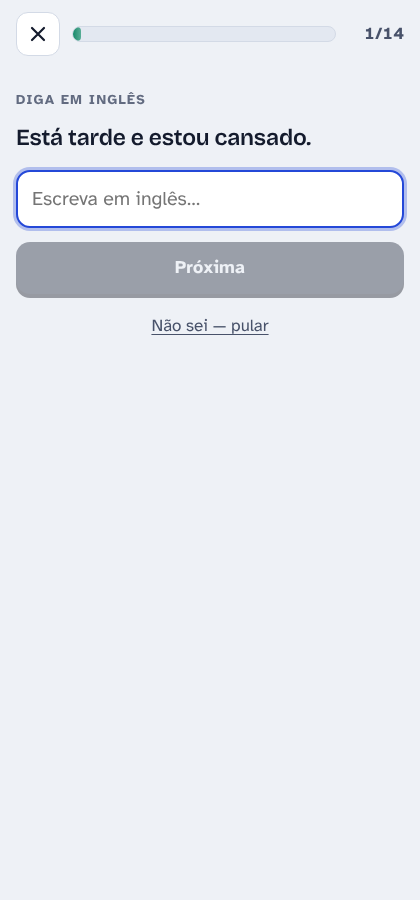 1/14
DIGA EM INGLÊS
Está tarde e estou cansado.
Escreva em inglês...
Próxima
Não sei — pular